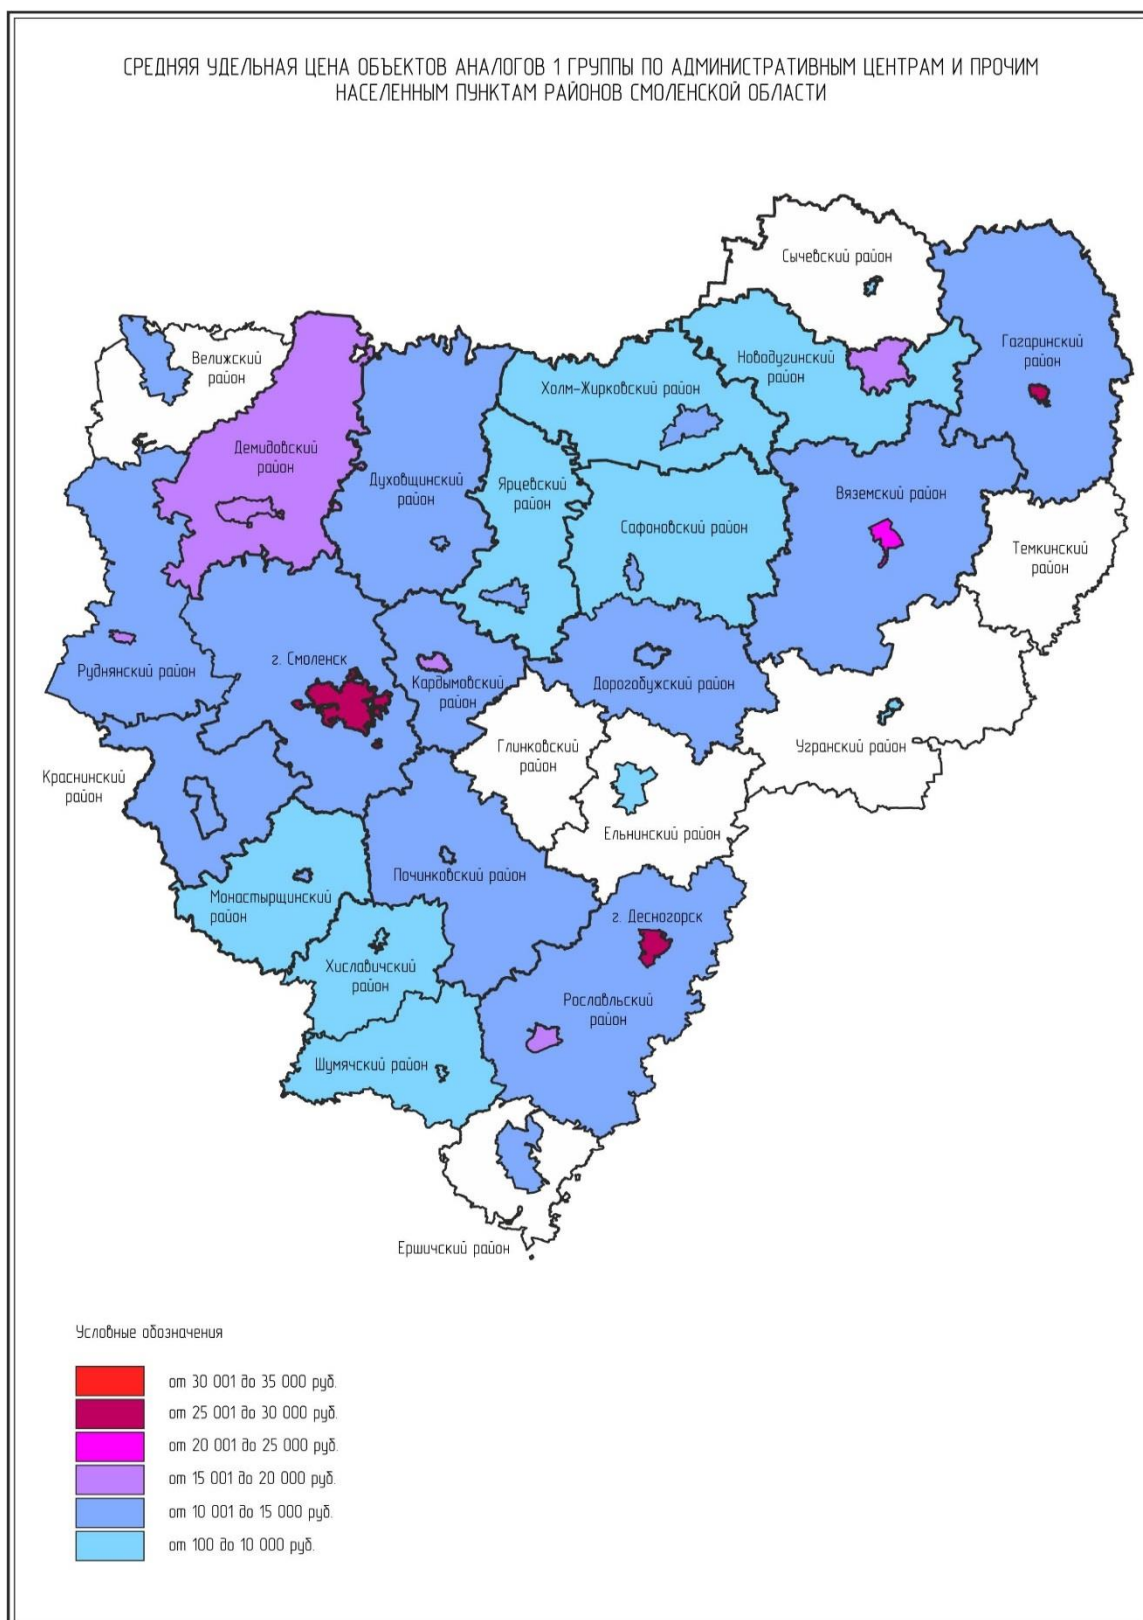 СРЕДНЯЯ УДЕЛЬНАЯ ЦЕНА ОБЪЕКТОВ АНАЛОГОВ 1 ГРУППЫ ПО АДМИНИСТРАТИВНЫМ ЦЕНТРАМ И ПРОЧИМ
НАСЕЛЕННЫМ ПУНКТАМ РАЙОНОВ СМОЛЕНСКОЙ ОБЛАСТИ
Сычевский район
Гагаринский
район
Велижский
район
Новодугинский
район
Холм-Жирковский район
Демидовский
район
Духовщинский
район
Ярцевский
район
Сафоновский район
Вяземский район
Темкинский
район
Руднянский район
г. Смоленск
Кардымовский
район
Дорогобужский район
Глинковский
район
Угранский район
Краснинский
район
Ельнинский район
Починковский район
Монастырщинский
район
г. Десногорск
Хиславичский
район
Рославльский
район
Шумячский район
Ершичский район
Условные обозначения
от 30 001 до 35 000 руб.
от 25 001 до 30 000 руб.
от 20 001 до 25 000 руб.
от 15 001 до 20 000 руб.
от 10 001 до 15 000 руб.
от 100 до 10 000 руб.